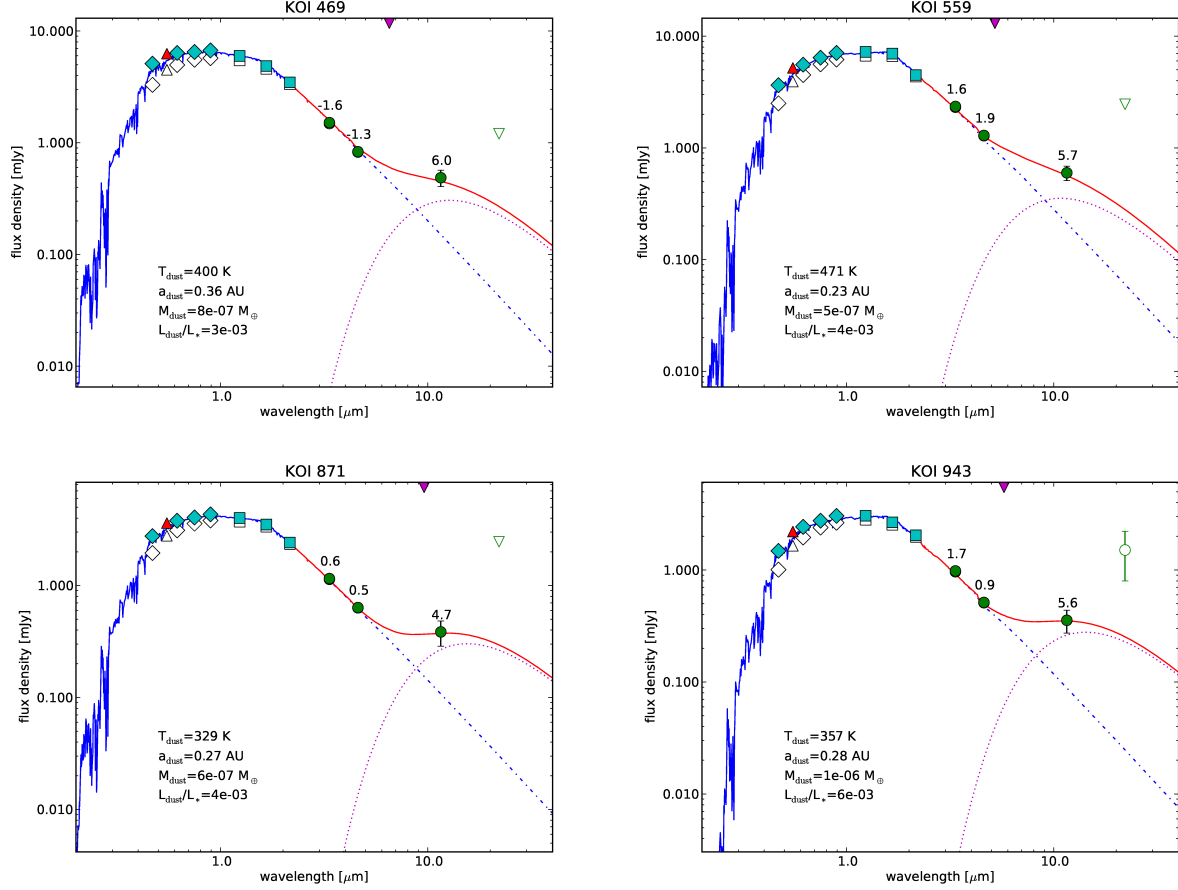 KOI 469
10.000
1.000
0.100
0.010
flux density [mJy]
-1.6
-1.3
6.0
T_dust=400 K
a_dust=0.36 AU
M_dust=8e-07 M_⊕
L_dust/L_*=3e-03
1.0
10.0
wavelength [μm]
KOI 559
10.000
1.000
0.100
0.010
flux density [mJy]
1.6
1.9
5.7
T_dust=471 K
a_dust=0.23 AU
M_dust=5e-07 M_⊕
L_dust/L_*=4e-03
1.0
10.0
wavelength [μm]
KOI 871
1.000
0.100
0.010
flux density [mJy]
0.6
0.5
4.7
T_dust=329 K
a_dust=0.27 AU
M_dust=6e-07 M_⊕
L_dust/L_*=4e-03
1.0
10.0
wavelength [μm]
KOI 943
1.000
0.100
0.010
flux density [mJy]
1.7
0.9
5.6
T_dust=357 K
a_dust=0.28 AU
M_dust=1e-06 M_⊕
L_dust/L_*=6e-03
1.0
10.0
wavelength [μm]